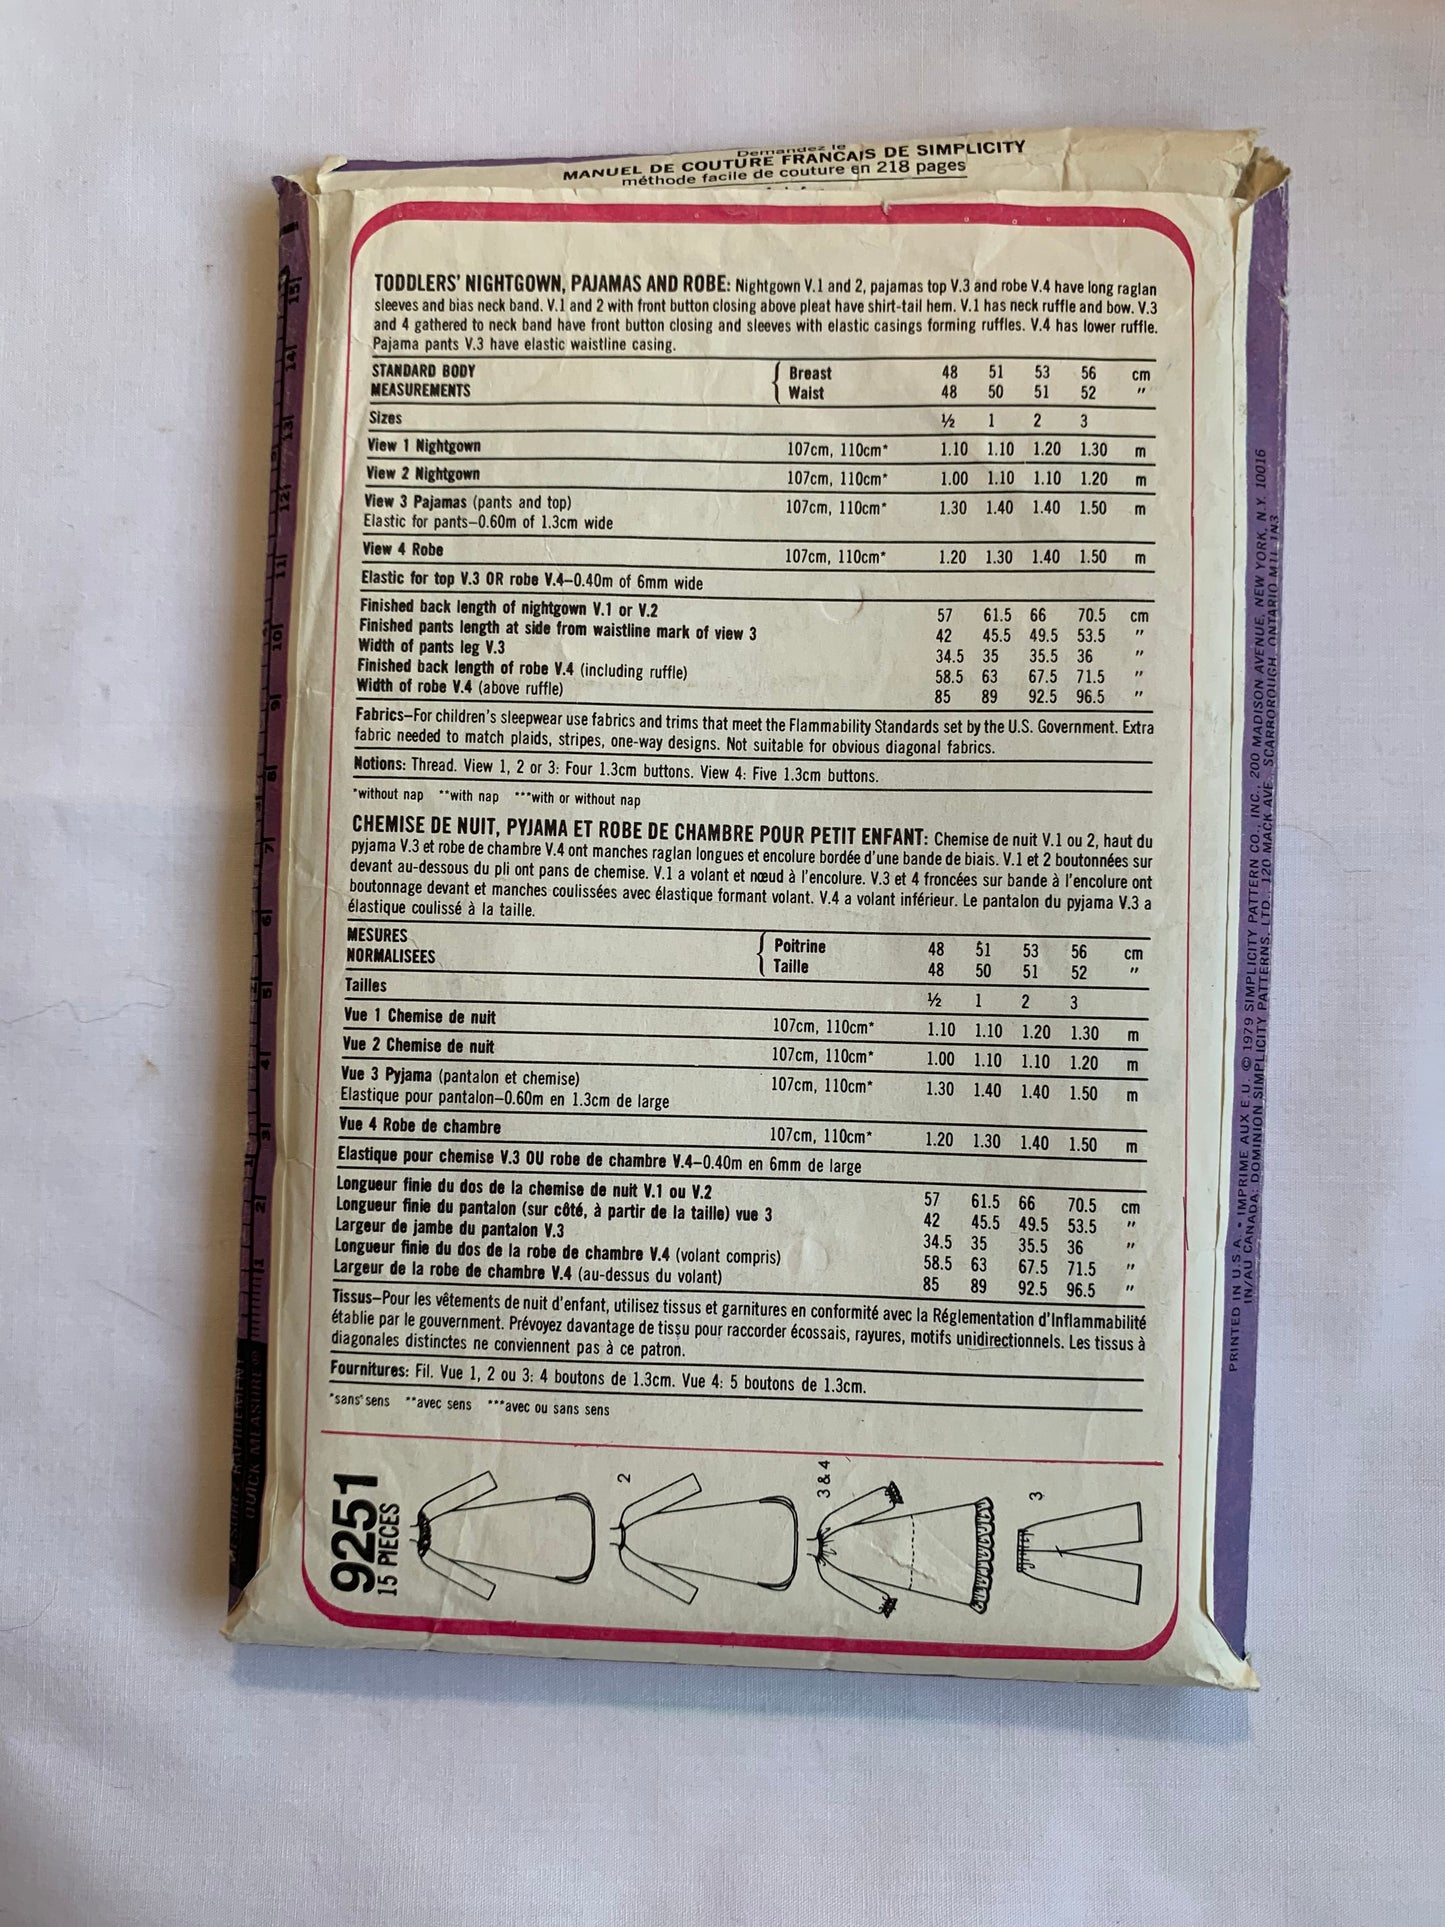 Demandez le
MANUEL DE COUTURE FRANCAIS DE SIMPLICITY
méthode facile de couture en 218 pages
TODDLERS' NIGHTGOWN, PAJAMAS AND ROBE: Nightgown V.1 and 2, pajamas top V.3 and robe V.4 have long raglan
sleeves and bias neck band. V.1 and 2 with front button closing above pleat have shirt-tail hem. V.1 has neck ruffle and bow. V.3
and 4 gathered to neck band have front button closing and sleeves with elastic casings forming ruffles. V.4 has lower ruffle.
Pajama pants V.3 have elastic waistline casing.
STANDARD BODY { Breast 48 51 53 56 cm
MEASUREMENTS Waist 48 50 51 52 "
Sizes ½ 1 2 3
View 1 Nightgown 107cm, 110cm* 1.10 1.10 1.20 1.30 m
View 2 Nightgown 107cm, 110cm* 1.00 1.10 1.10 1.20 m
View 3 Pajamas (pants and top) 107cm, 110cm* 1.30 1.40 1.40 1.50 m
Elastic for pants–0.60m of 1.3cm wide
View 4 Robe 107cm, 110cm* 1.20 1.30 1.40 1.50 m
Elastic for top V.3 OR robe V.4–0.40m of 6mm wide
Finished back length of nightgown V.1 or V.2 57 61.5 66 70.5 cm
Finished pants length at side from waistline mark of view 3 42 45.5 49.5 53.5 "
Width of pants leg V.3 34.5 35 35.5 36 "
Finished back length of robe V.4 (including ruffle) 58.5 63 67.5 71.5 "
Width of robe V.4 (above ruffle) 85 89 92.5 96.5 "
Fabrics–For children's sleepwear use fabrics and trims that meet the Flammability Standards set by the U.S. Government. Extra
fabric needed to match plaids, stripes, one-way designs. Not suitable for obvious diagonal fabrics.
Notions: Thread. View 1, 2 or 3: Four 1.3cm buttons. View 4: Five 1.3cm buttons.
*without nap **with nap ***with or without nap
CHEMISE DE NUIT, PYJAMA ET ROBE DE CHAMBRE POUR PETIT ENFANT: Chemise de nuit V.1 ou 2, haut du
pyjama V.3 et robe de chambre V.4 ont manches raglan longues et encolure bordée d'une bande de biais. V.1 et 2 boutonnées sur
devant au-dessous du pli ont pans de chemise. V.1 a volant et nœud à l'encolure. V.3 et 4 froncées sur bande à l'encolure ont
boutonnage devant et manches coulissées avec élastique formant volant. V.4 a volant inférieur. Le pantalon du pyjama V.3 a
élastique coulissé à la taille.
MESURES { Poitrine 48 51 53 56 cm
NORMALISEES Taille 48 50 51 52 "
Tailles ½ 1 2 3
Vue 1 Chemise de nuit 107cm, 110cm* 1.10 1.10 1.20 1.30 m
Vue 2 Chemise de nuit 107cm, 110cm* 1.00 1.10 1.10 1.20 m
Vue 3 Pyjama (pantalon et chemise) 107cm, 110cm* 1.30 1.40 1.40 1.50 m
Elastique pour pantalon–0.60m en 1.3cm de large
Vue 4 Robe de chambre 107cm, 110cm* 1.20 1.30 1.40 1.50 m
Elastique pour chemise V.3 OU robe de chambre V.4–0.40m en 6mm de large
Longueur finie du dos de la chemise de nuit V.1 ou V.2 57 61.5 66 70.5 cm
Longueur finie du pantalon (sur côté, à partir de la taille) vue 3 42 45.5 49.5 53.5 "
Largeur de jambe du pantalon V.3 34.5 35 35.5 36 "
Longueur finie du dos de la robe de chambre V.4 (volant compris) 58.5 63 67.5 71.5 "
Largeur de la robe de chambre V.4 (au-dessus du volant) 85 89 92.5 96.5 "
Tissus–Pour les vêtements de nuit d'enfant, utilisez tissus et garnitures en conformité avec la Réglementation d'Inflammabilité
établie par le gouvernement. Prévoyez davantage de tissu pour raccorder écossais, rayures, motifs unidirectionnels. Les tissus à
diagonales distinctes ne conviennent pas à ce patron.
Fournitures: Fil. Vue 1, 2 ou 3: 4 boutons de 1.3cm. Vue 4: 5 boutons de 1.3cm.
*sans sens **avec sens ***avec ou sans sens
9251
15 PIECES
2
3 & 4
3
PRINTED IN U.S.A. • IMPRIME AUX E.U. © 1979 SIMPLICITY PATTERN CO., INC., 200 MADISON AVENUE, NEW YORK, N.Y. 10016
IN/AU CANADA: DOMINION SIMPLICITY PATTERNS, LTD., 120 MACK AVE., SCARBOROUGH, ONTARIO M1L 1N3
QUICK MEASURE ®
1 2 3 4 5 6 7 8 9 10 11 12 13 14 15